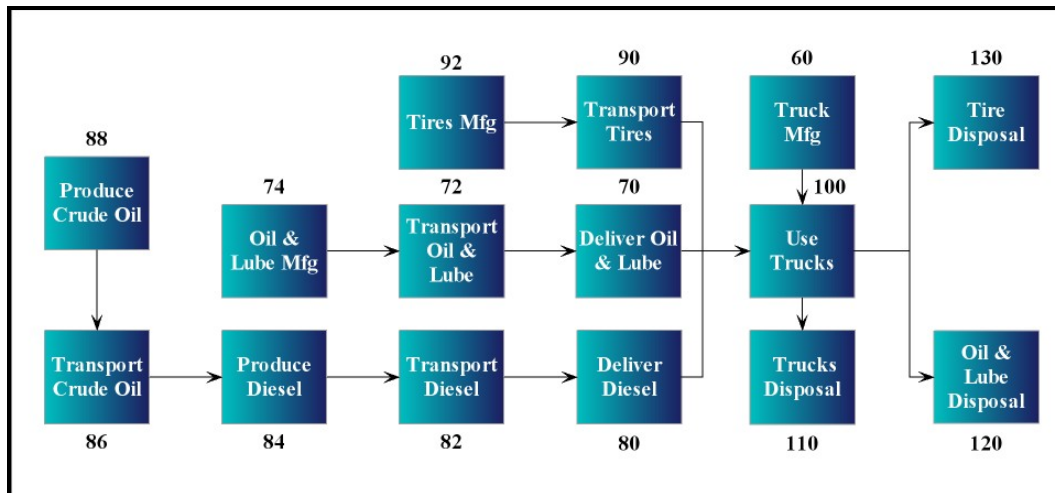 92
90
60
130
Tires Mfg
Transport
Tires
Truck
Mfg
Tire
Disposal
88
Produce
Crude Oil
74
72
70
100
Oil &
Lube Mfg
Transport
Oil &
Lube
Deliver Oil
& Lube
Use
Trucks
Transport
Crude Oil
Produce
Diesel
Transport
Diesel
Deliver
Diesel
Trucks
Disposal
Oil &
Lube
Disposal
86
84
82
80
110
120